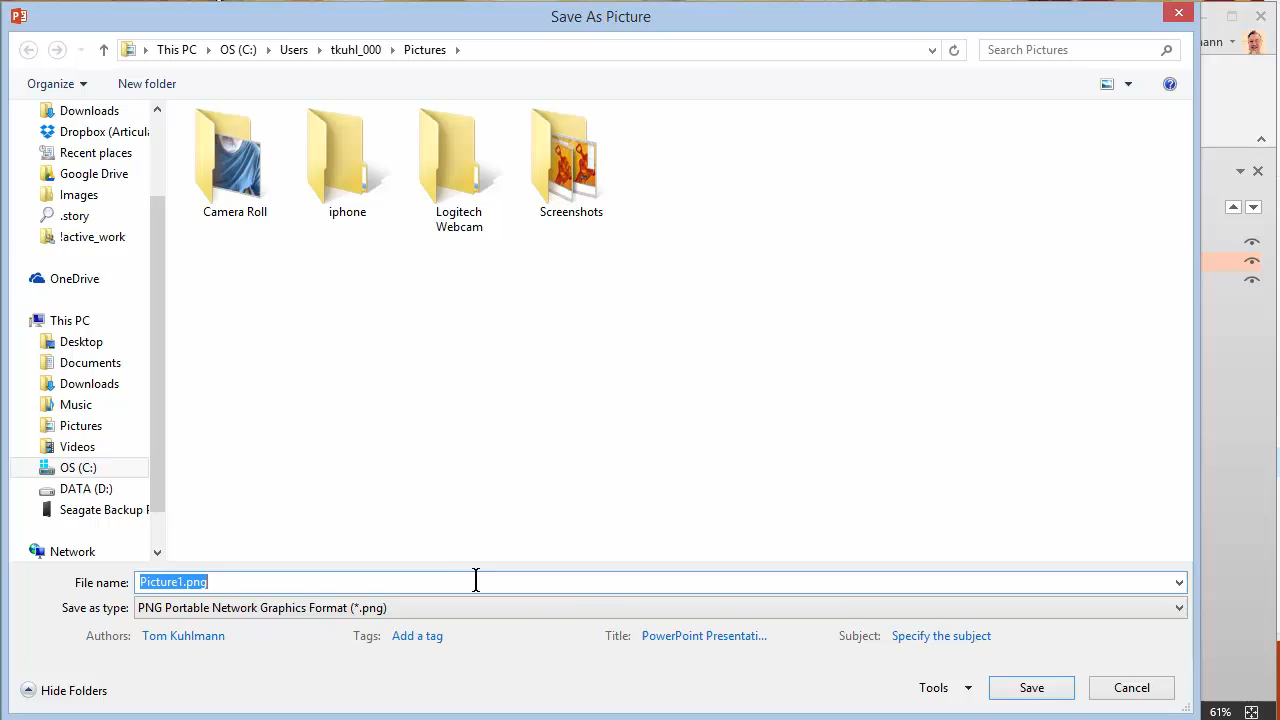 Save As Picture
This PC OS (C:) Users tkuhl_000 Pictures
Search Pictures
Organize
New folder
Downloads
Dropbox (Articul
Recent places
Google Drive
Images
.story
!active_work
OneDrive
This PC
Desktop
Documents
Downloads
Music
Pictures
Videos
OS (C:)
DATA (D:)
Seagate Backup
Network
Camera Roll
iphone
Logitech
Webcam
Screenshots
File name: Picture1.png
Save as type: PNG Portable Network Graphics Format (*.png)
Authors: Tom Kuhlmann Tags: Add a tag Title: PowerPoint Presentati... Subject: Specify the subject
Hide Folders
Tools Save Cancel
ann
61%